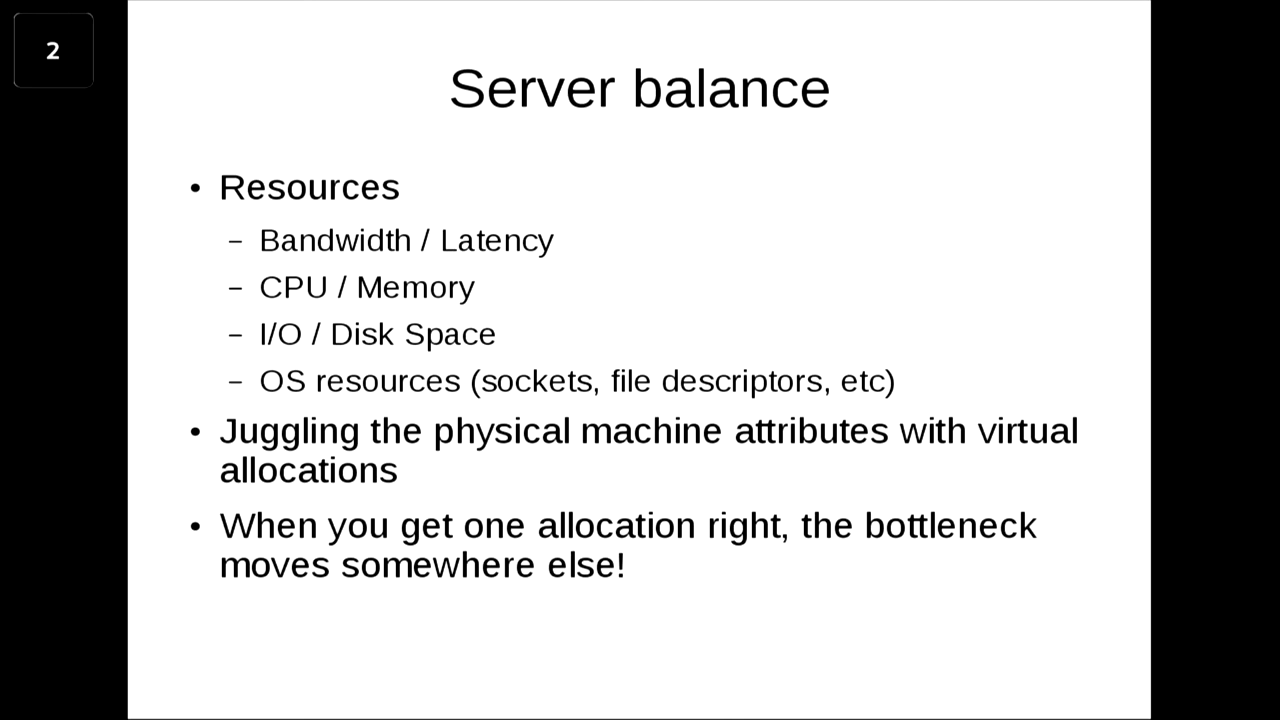 2
Server balance
• Resources
– Bandwidth / Latency
– CPU / Memory
– I/O / Disk Space
– OS resources (sockets, file descriptors, etc)
• Juggling the physical machine attributes with virtual
allocations
• When you get one allocation right, the bottleneck
moves somewhere else!